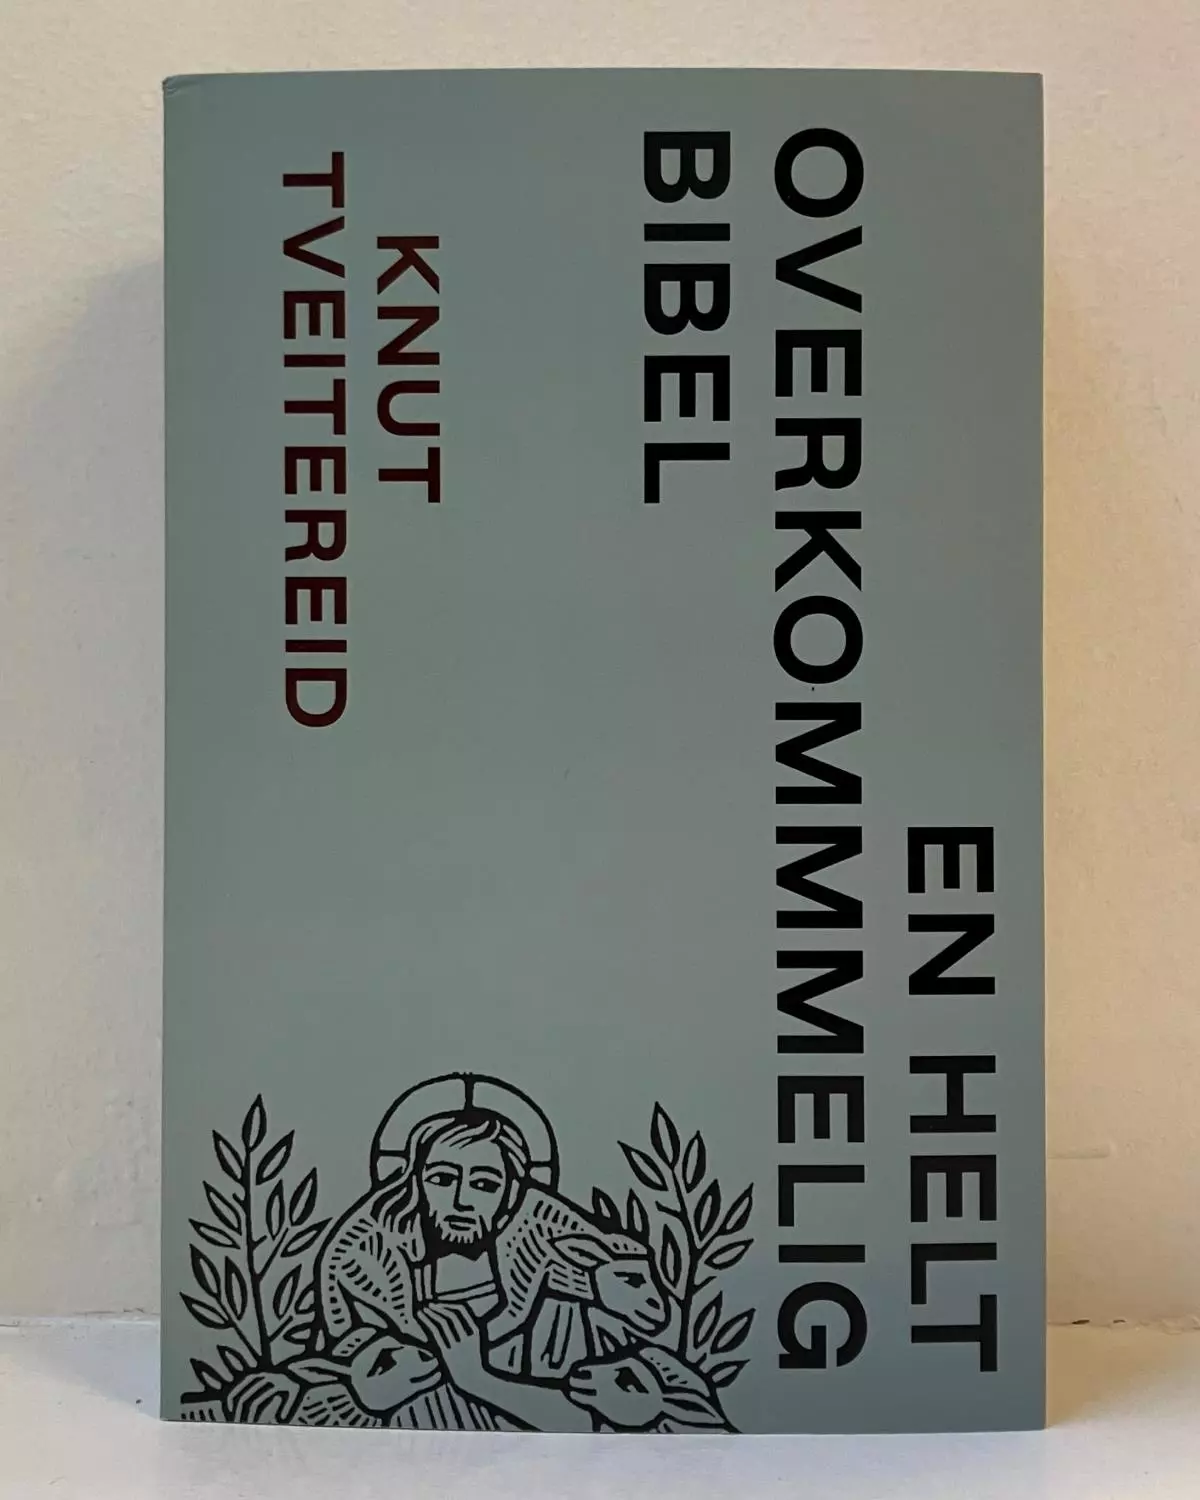 EN HELT
OVERKOMMMELIG
BIBEL
KNUT
TVEITEREID